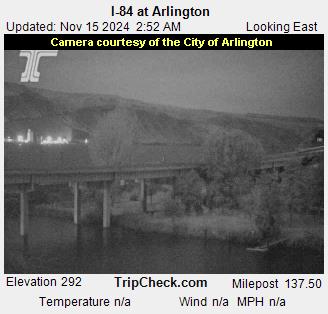 I-84 at Arlington
Updated: Nov 15 2024 2:52 AM Looking East
Camera courtesy of the City of Arlington
Elevation 292 TripCheck.com Milepost 137.50
Temperature n/a Wind n/a MPH n/a